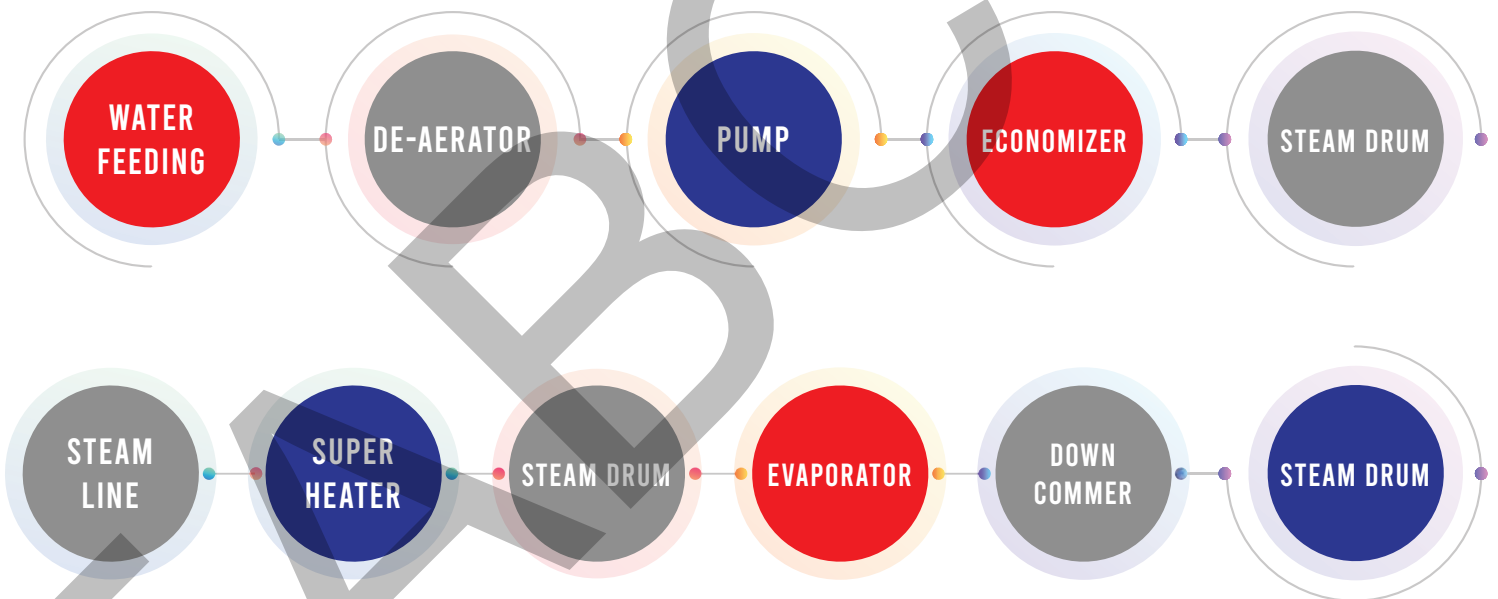 WATER
FEEDING
DE-AERATOR
PUMP
ECONOMIZER
STEAM DRUM
STEAM
LINE
SUPER
HEATER
STEAM DRUM
EVAPORATOR
DOWN
COMMER
STEAM DRUM